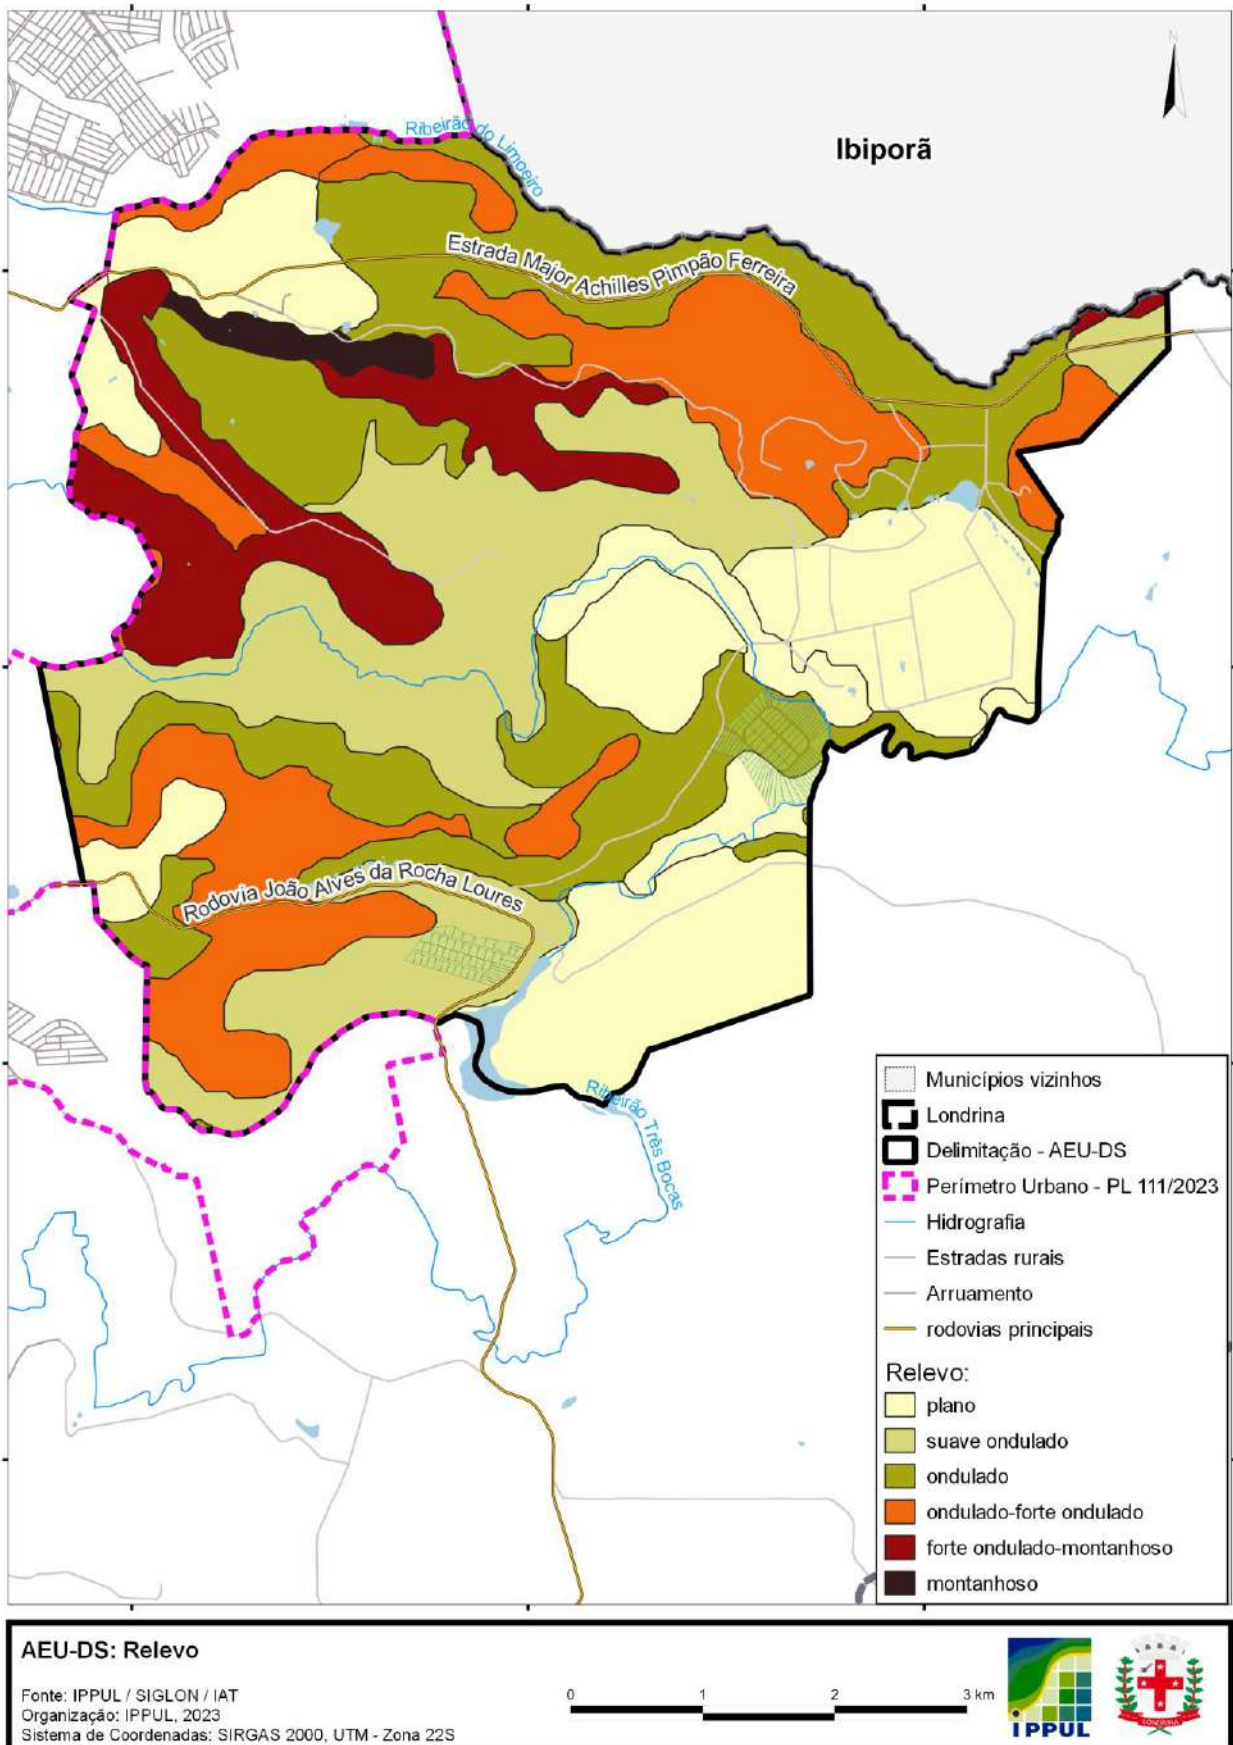 N
Ibiporã
Ribeirão do Limoeiro
Estrada Major Achilles Pimpão Ferreira
Rodovia João Alves da Rocha Loures
Ribeirão Três Bocas
Municípios vizinhos
Londrina
Delimitação - AEU-DS
Perímetro Urbano - PL 111/2023
Hidrografia
Estradas rurais
Arruamento
rodovias principais
Relevo:
plano
suave ondulado
ondulado
ondulado-forte ondulado
forte ondulado-montanhoso
montanhoso
AEU-DS: Relevo
Fonte: IPPUL / SIGLON / IAT
Organização: IPPUL, 2023
Sistema de Coordenadas: SIRGAS 2000, UTM - Zona 22S
0 1 2 3 km
IPPUL
LONDRINA